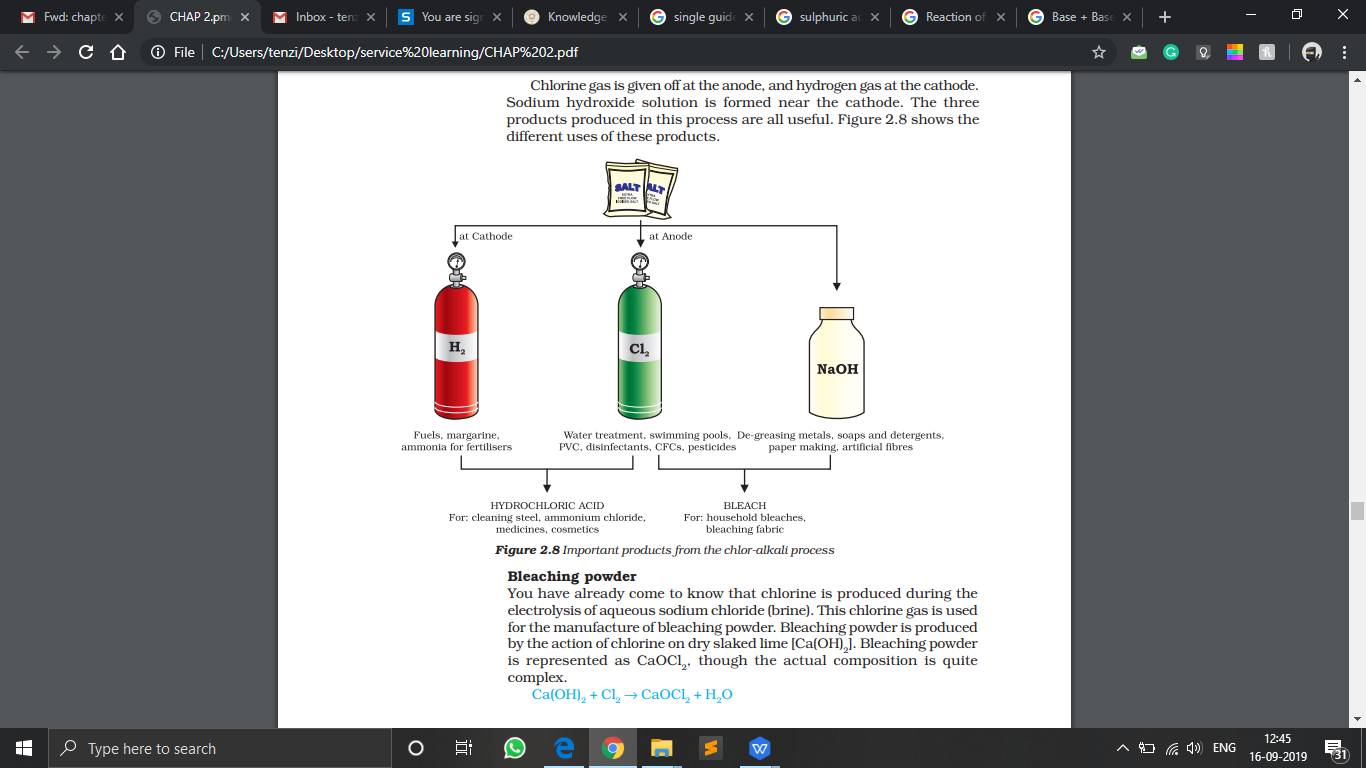 Fwd: chapte
CHAP 2.pm
Inbox - ten
You are sig
Knowledge
single guid
sulphuric a
Reaction of
Base + Bas
File C:/Users/tenzi/Desktop/service%20learning/CHAP%202.pdf
Chlorine gas is given off at the anode, and hydrogen gas at the cathode.
Sodium hydroxide solution is formed near the cathode. The three
products produced in this process are all useful. Figure 2.8 shows the
different uses of these products.
SALT
EXTRA
FREE FLOW
IODISED SALT
at Cathode
at Anode
H₂
Cl₂
NaOH
Fuels, margarine,
ammonia for fertilisers
Water treatment, swimming pools,
PVC, disinfectants, CFCs, pesticides
De-greasing metals, soaps and detergents,
paper making, artificial fibres
HYDROCHLORIC ACID
For: cleaning steel, ammonium chloride,
medicines, cosmetics
BLEACH
For: household bleaches,
bleaching fabric
Figure 2.8 Important products from the chlor-alkali process
Bleaching powder
You have already come to know that chlorine is produced during the
electrolysis of aqueous sodium chloride (brine). This chlorine gas is used
for the manufacture of bleaching powder. Bleaching powder is produced
by the action of chlorine on dry slaked lime [Ca(OH)₂]. Bleaching powder
is represented as CaOCl₂, though the actual composition is quite
complex.
Ca(OH)₂ + Cl₂ → CaOCl₂ + H₂O
Type here to search
ENG
12:45
16-09-2019
31